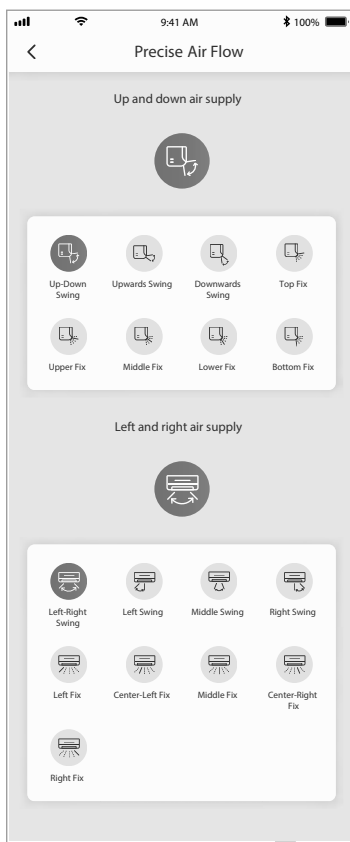 9:41 AM 100%
Precise Air Flow
Up and down air supply
Up-Down Upwards Swing Downwards Top Fix
Swing Swing
Upper Fix Middle Fix Lower Fix Bottom Fix
Left and right air supply
Left-Right Left Swing Middle Swing Right Swing
Swing
Left Fix Center-Left Fix Middle Fix Center-Right
Fix
Right Fix